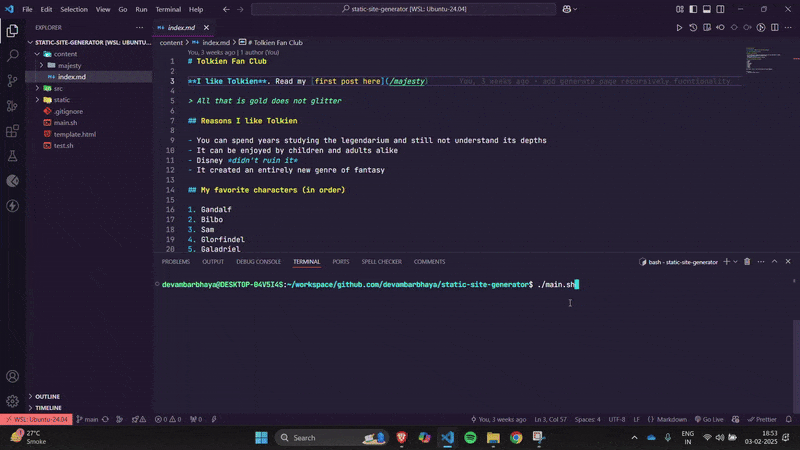 File Edit Selection View Go Run Terminal Help
static-site-generator [WSL: Ubuntu-24.04]
EXPLORER
STATIC-SITE-GENERATOR [WSL: UBUNTU-...
content
majesty
index.md
src
static
.gitignore
main.sh
template.html
test.sh
OUTLINE
TIMELINE
index.md
content > index.md > # Tolkien Fan Club
You, 3 weeks ago | 1 author (You)
1 # Tolkien Fan Club
2
3 **I like Tolkien**. Read my [first post here](/majesty) You, 3 weeks ago • add generate page recursively functionality
4
5 > All that is gold does not glitter
6
7 ## Reasons I like Tolkien
8
9 - You can spend years studying the legendarium and still not understand its depths
10 - It can be enjoyed by children and adults alike
11 - Disney *didn't ruin it*
12 - It created an entirely new genre of fantasy
13
14 ## My favorite characters (in order)
15
16 1. Gandalf
17 2. Bilbo
18 3. Sam
19 4. Glorfindel
20 5. Galadriel
PROBLEMS OUTPUT DEBUG CONSOLE TERMINAL PORTS SPELL CHECKER COMMENTS
bash - static-site-generator
devambarbhaya@DESKTOP-04V5I4S:~/workspace/github.com/devambarbhaya/static-site-generator$ ./main.sh
WSL: Ubuntu-24.04 main 0 0 0 You, 3 weeks ago Ln 3, Col 57 Spaces: 4 UTF-8 LF Markdown Go Live Prettier
27°C
Smoke
Search
ENG
IN
18:53
03-02-2025